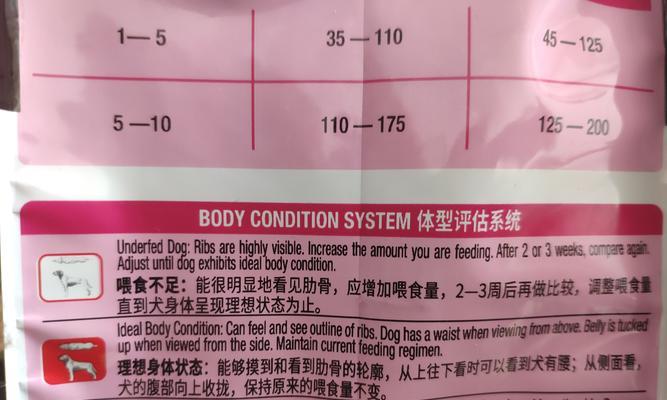 1—5 35—110 45—125
5—10 110—175 125—200
BODY CONDITION SYSTEM 体型评估系统
Underfed Dog: Ribs are highly visible. Increase the amount you are feeding. After 2 or 3 weeks, compare again.
Adjust until dog exhibits ideal body condition.
喂食不足：能很明显地看见肋骨，应增加喂食量，2—3周后再做比较，调整喂食量
直到犬身体呈现理想状态为止。
Ideal Body Condition: Can feel and see outline of ribs. Dog has a waist when viewing from above. Belly is tucked
up when viewed from the side. Maintain current feeding regimen.
理想身体状态：能够摸到和看到肋骨的轮廓，从上往下看时可以看到犬有腰；从侧面看，
犬的腹部向上收拢，保持原来的喂食量不变。